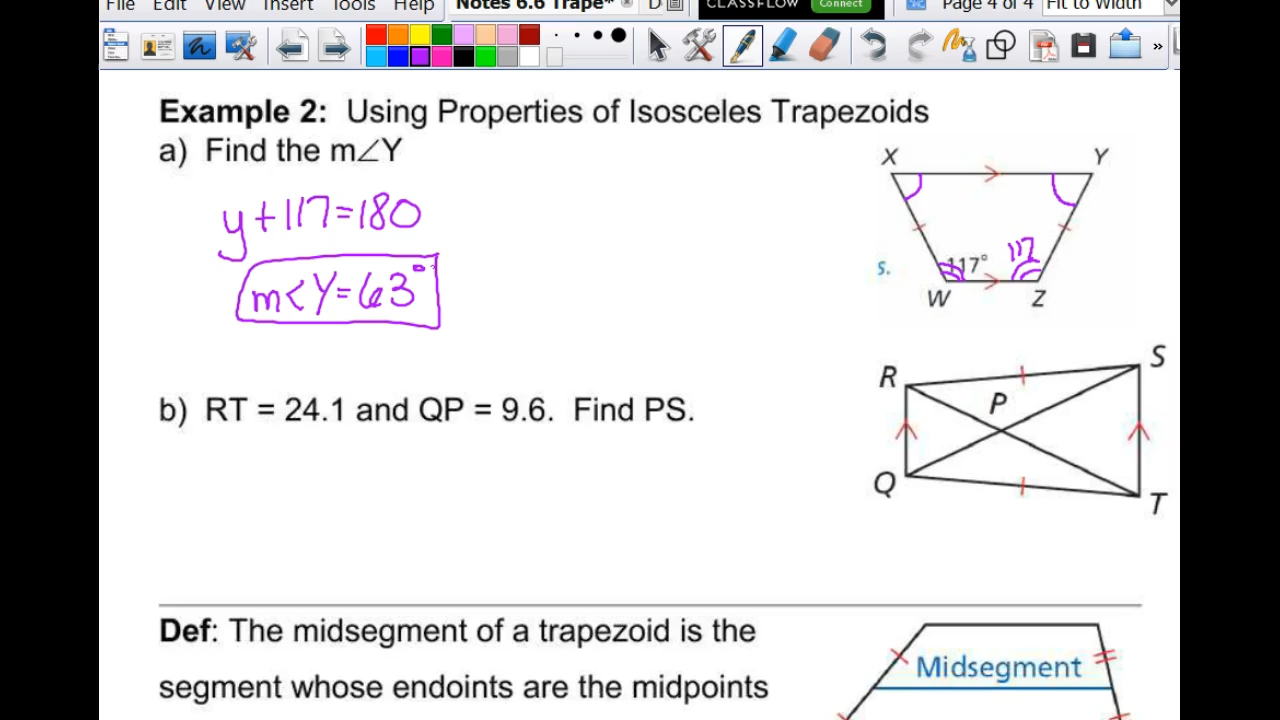 File Edit View Insert Tools Help Notes 6.6 Trape* D CLASSFLOW Connect Page 4 of 4 Fit to Width
Example 2: Using Properties of Isosceles Trapezoids
a) Find the m∠Y
X Y
y+117=180
m<Y=63°
117° 117
s.
W Z
S
R
P
b) RT = 24.1 and QP = 9.6. Find PS.
Q
T
Def: The midsegment of a trapezoid is the
Midsegment
segment whose endoints are the midpoints